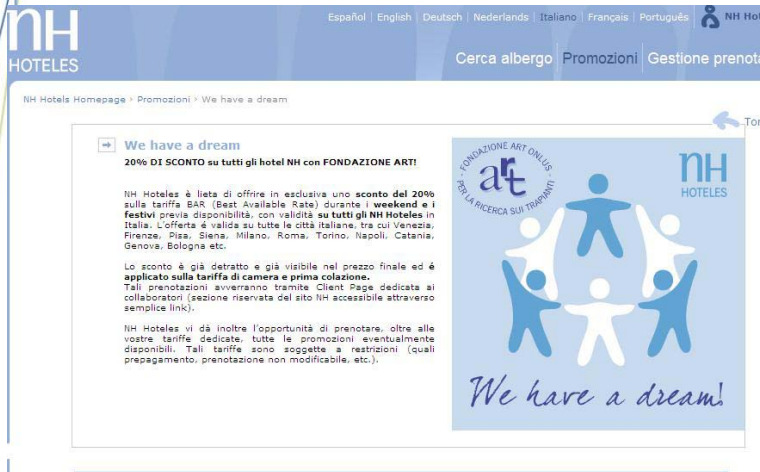 nH
HOTELES
Español | English | Deutsch | Nederlands | Italiano | Français | Português
NH Hot
Cerca albergo | Promozioni | Gestione prenota
NH Hotels Homepage › Promozioni › We have a dream
Tor
We have a dream
20% DI SCONTO su tutti gli hotel NH con FONDAZIONE ART!
NH Hoteles è lieta di offrire in esclusiva uno sconto del 20%
sulla tariffa BAR (Best Available Rate) durante i weekend e i
festivi previa disponibilità, con validità su tutti gli NH Hoteles in
Italia. L'offerta é valida su tutte le città italiane, tra cui Venezia,
Firenze, Pisa, Siena, Milano, Roma, Torino, Napoli, Catania,
Genova, Bologna etc.
Lo sconto è già detratto e già visibile nel prezzo finale ed é
applicato sulla tariffa di camera e prima colazione.
Tali prenotazioni avverranno tramite Client Page dedicata ai
collaboratori (sezione riservata del sito NH accessibile attraverso
semplice link).
NH Hoteles vi dà inoltre l'opportunità di prenotare, oltre alle
vostre tariffe dedicate, tutte le promozioni eventualmente
disponibili. Tali tariffe sono soggette a restrizioni (quali
prepagamento, prenotazione non modificabile, etc.).
FONDAZIONE ART ONLUS
art
PER LA RICERCA SUI TRAPIANTI
nH
HOTELES
We have a dream!